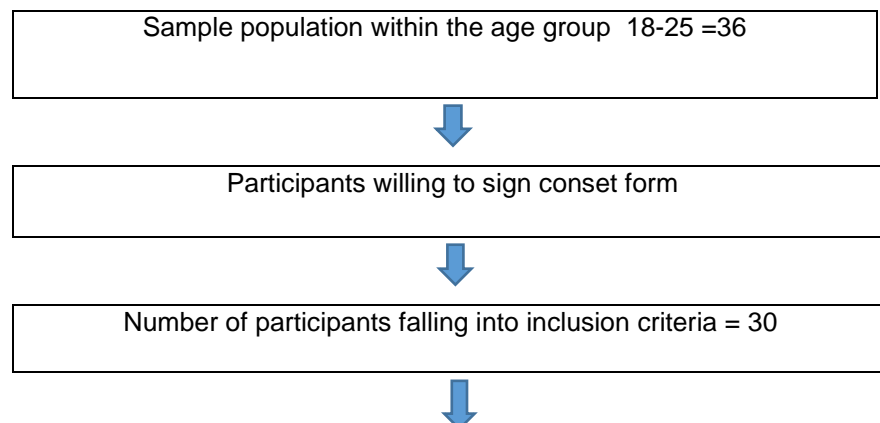 Sample population within the age group 18-25 =36
Participants willing to sign conset form
Number of participants falling into inclusion criteria = 30